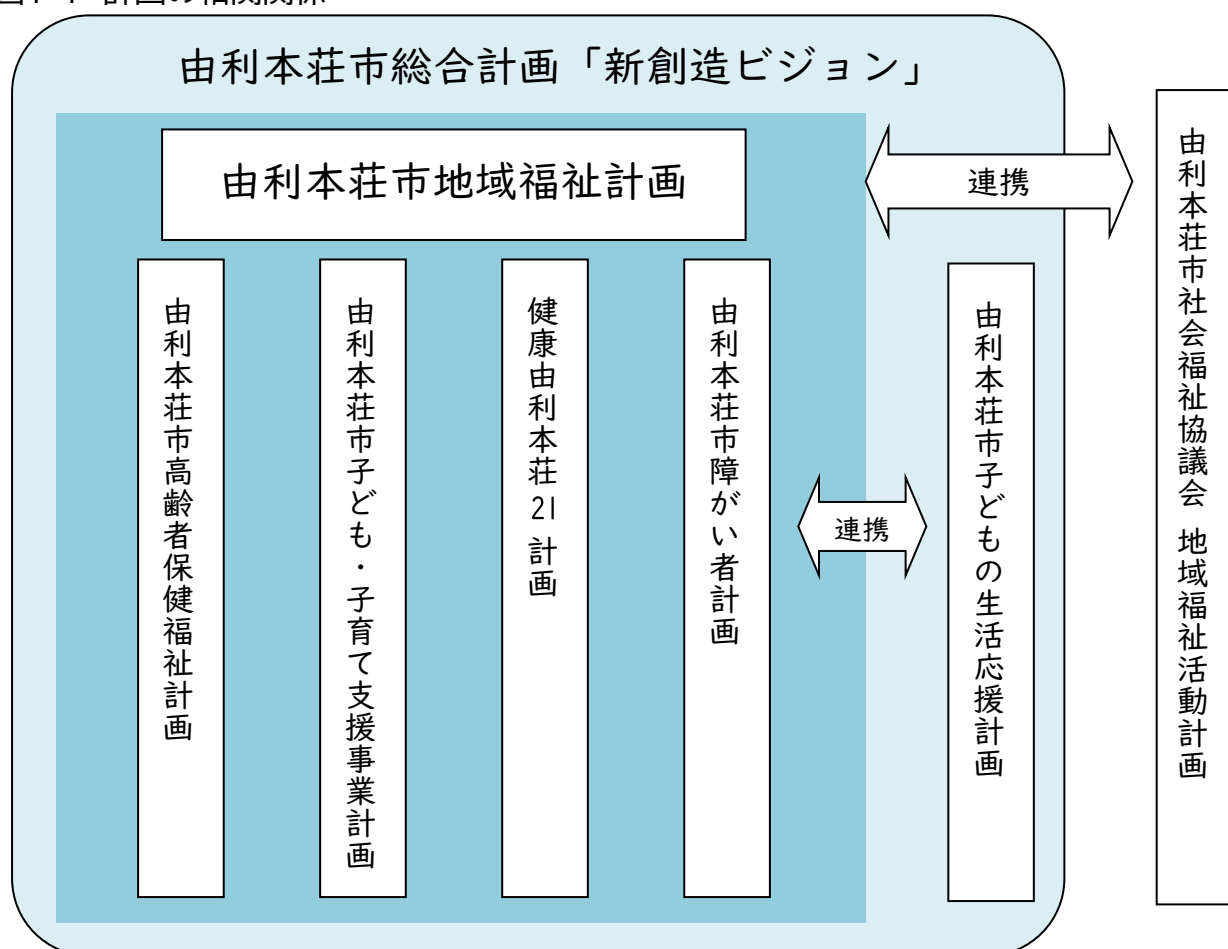 由利本荘市総合計画「新創造ビジョン」
由利本荘市地域福祉計画
連携
由利本荘市高齢者保健福祉計画
由利本荘市子ども・子育て支援事業計画
健康由利本荘21計画
由利本荘市障がい者計画
連携
由利本荘市子どもの生活応援計画
由利本荘市社会福祉協議会 地域福祉活動計画